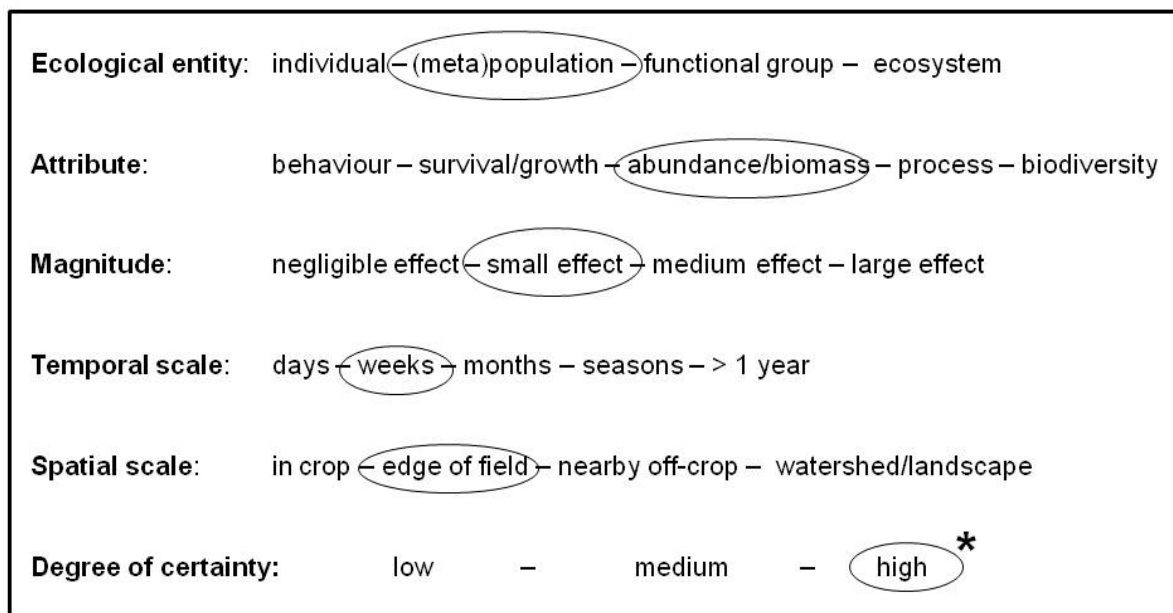 Ecological entity: individual – (meta)population – functional group – ecosystem
Attribute: behaviour – survival/growth – abundance/biomass – process – biodiversity
Magnitude: negligible effect – small effect – medium effect – large effect
Temporal scale: days – weeks – months – seasons – > 1 year
Spatial scale: in crop – edge of field – nearby off-crop – watershed/landscape
Degree of certainty: low – medium – high *